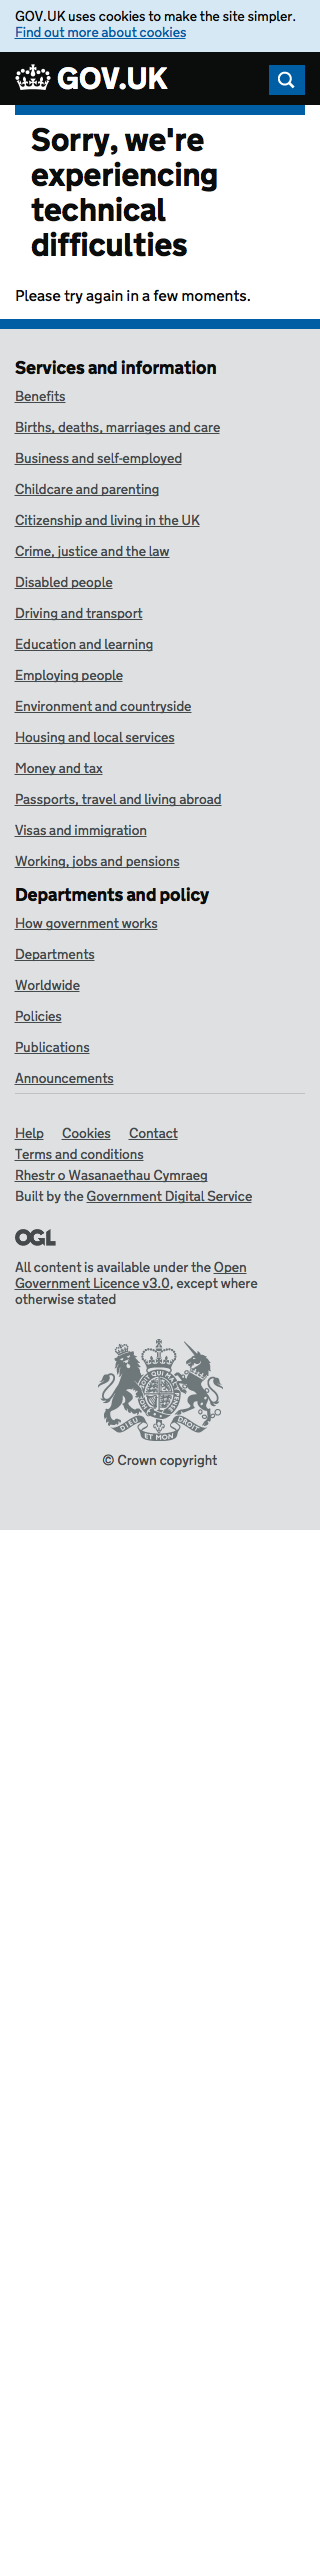 GOV.UK uses cookies to make the site simpler.
Find out more about cookies
GOV.UK
Sorry, we're
experiencing
technical
difficulties
Please try again in a few moments.
Services and information
Benefits
Births, deaths, marriages and care
Business and self-employed
Childcare and parenting
Citizenship and living in the UK
Crime, justice and the law
Disabled people
Driving and transport
Education and learning
Employing people
Environment and countryside
Housing and local services
Money and tax
Passports, travel and living abroad
Visas and immigration
Working, jobs and pensions
Departments and policy
How government works
Departments
Worldwide
Policies
Publications
Announcements
Help Cookies Contact
Terms and conditions
Rhestr o Wasanaethau Cymraeg
Built by the Government Digital Service
OGL
All content is available under the Open
Government Licence v3.0, except where
otherwise stated
DIEU ET MON DROIT
© Crown copyright